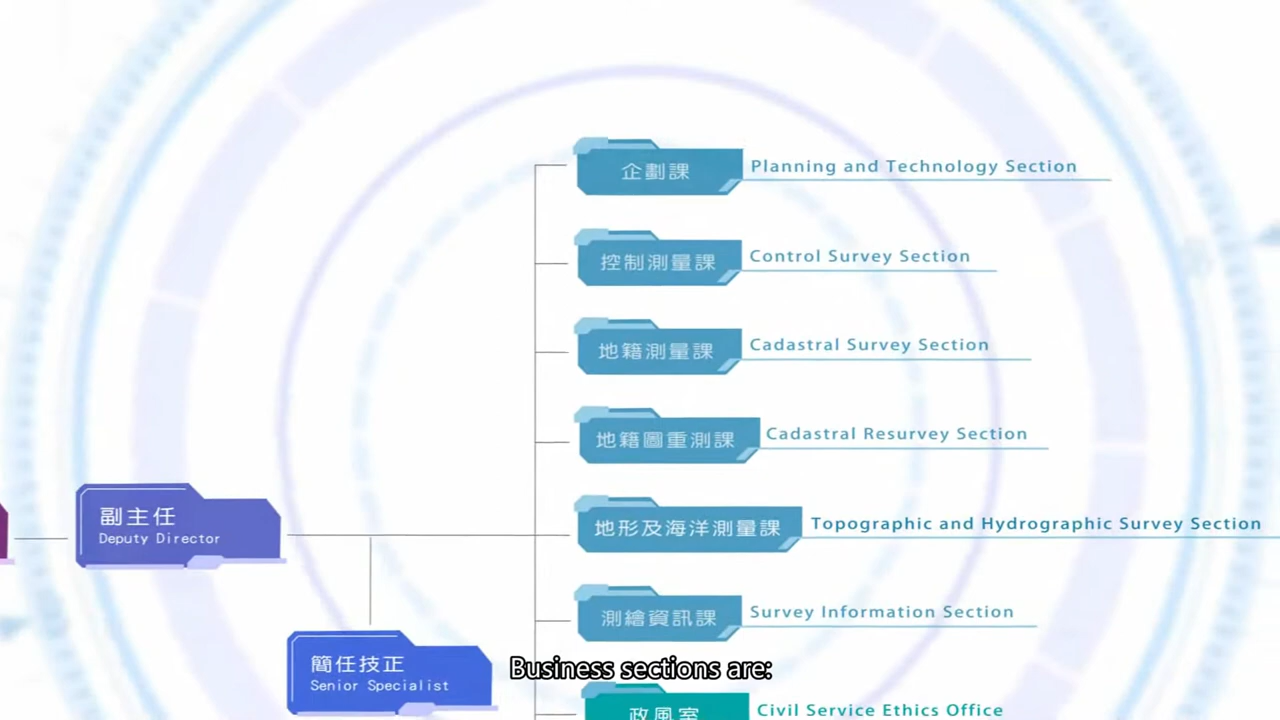 企劃課
Planning and Technology Section
控制測量課
Control Survey Section
地籍測量課
Cadastral Survey Section
地籍圖重測課
Cadastral Resurvey Section
副主任
Deputy Director
地形及海洋測量課
Topographic and Hydrographic Survey Section
測繪資訊課
Survey Information Section
簡任技正
Senior Specialist
Business sections are:
政風室
Civil Service Ethics Office